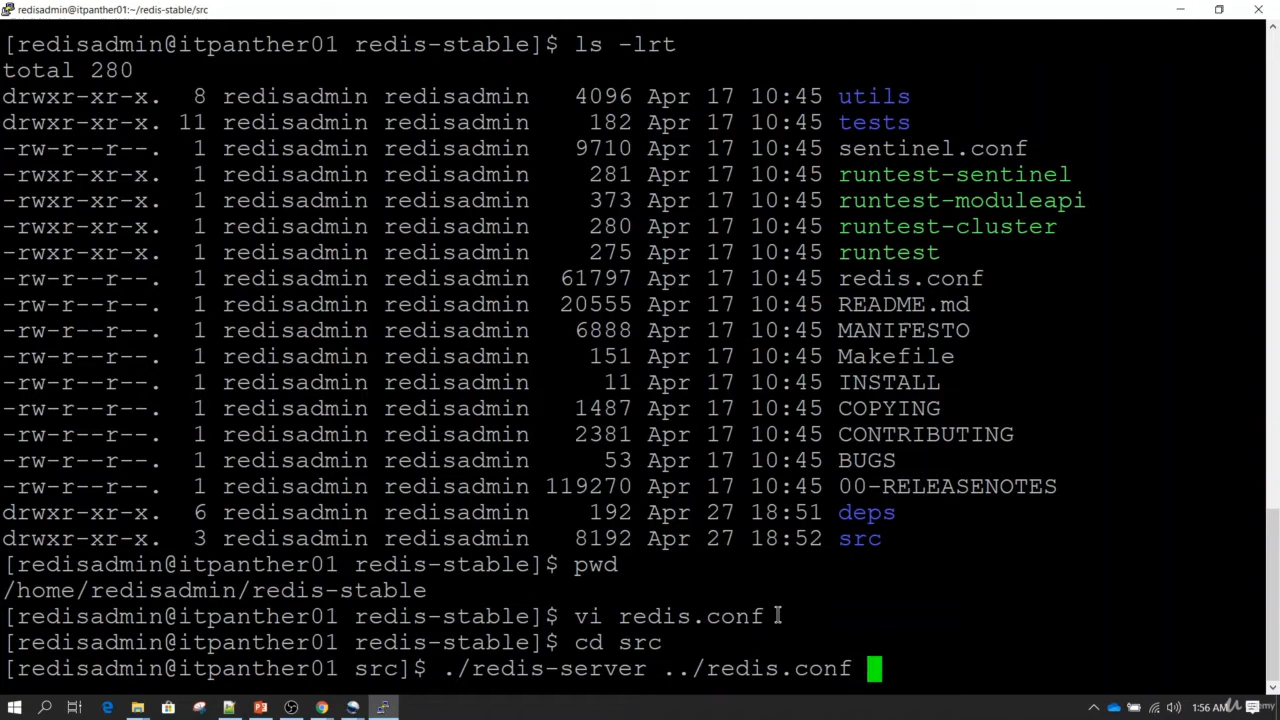 redisadmin@itpanther01:~/redis-stable/src
[redisadmin@itpanther01 redis-stable]$ ls -lrt
total 280
drwxr-xr-x. 8 redisadmin redisadmin 4096 Apr 17 10:45 utils
drwxr-xr-x. 11 redisadmin redisadmin 182 Apr 17 10:45 tests
-rw-r--r--. 1 redisadmin redisadmin 9710 Apr 17 10:45 sentinel.conf
-rwxr-xr-x. 1 redisadmin redisadmin 281 Apr 17 10:45 runtest-sentinel
-rwxr-xr-x. 1 redisadmin redisadmin 373 Apr 17 10:45 runtest-moduleapi
-rwxr-xr-x. 1 redisadmin redisadmin 280 Apr 17 10:45 runtest-cluster
-rwxr-xr-x. 1 redisadmin redisadmin 275 Apr 17 10:45 runtest
-rw-r--r--. 1 redisadmin redisadmin 61797 Apr 17 10:45 redis.conf
-rw-r--r--. 1 redisadmin redisadmin 20555 Apr 17 10:45 README.md
-rw-r--r--. 1 redisadmin redisadmin 6888 Apr 17 10:45 MANIFESTO
-rw-r--r--. 1 redisadmin redisadmin 151 Apr 17 10:45 Makefile
-rw-r--r--. 1 redisadmin redisadmin 11 Apr 17 10:45 INSTALL
-rw-r--r--. 1 redisadmin redisadmin 1487 Apr 17 10:45 COPYING
-rw-r--r--. 1 redisadmin redisadmin 2381 Apr 17 10:45 CONTRIBUTING
-rw-r--r--. 1 redisadmin redisadmin 53 Apr 17 10:45 BUGS
-rw-r--r--. 1 redisadmin redisadmin 119270 Apr 17 10:45 00-RELEASENOTES
drwxr-xr-x. 6 redisadmin redisadmin 192 Apr 27 18:51 deps
drwxr-xr-x. 3 redisadmin redisadmin 8192 Apr 27 18:52 src
[redisadmin@itpanther01 redis-stable]$ pwd
/home/redisadmin/redis-stable
[redisadmin@itpanther01 redis-stable]$ vi redis.conf
[redisadmin@itpanther01 redis-stable]$ cd src
[redisadmin@itpanther01 src]$ ./redis-server ../redis.conf
1:56 AM